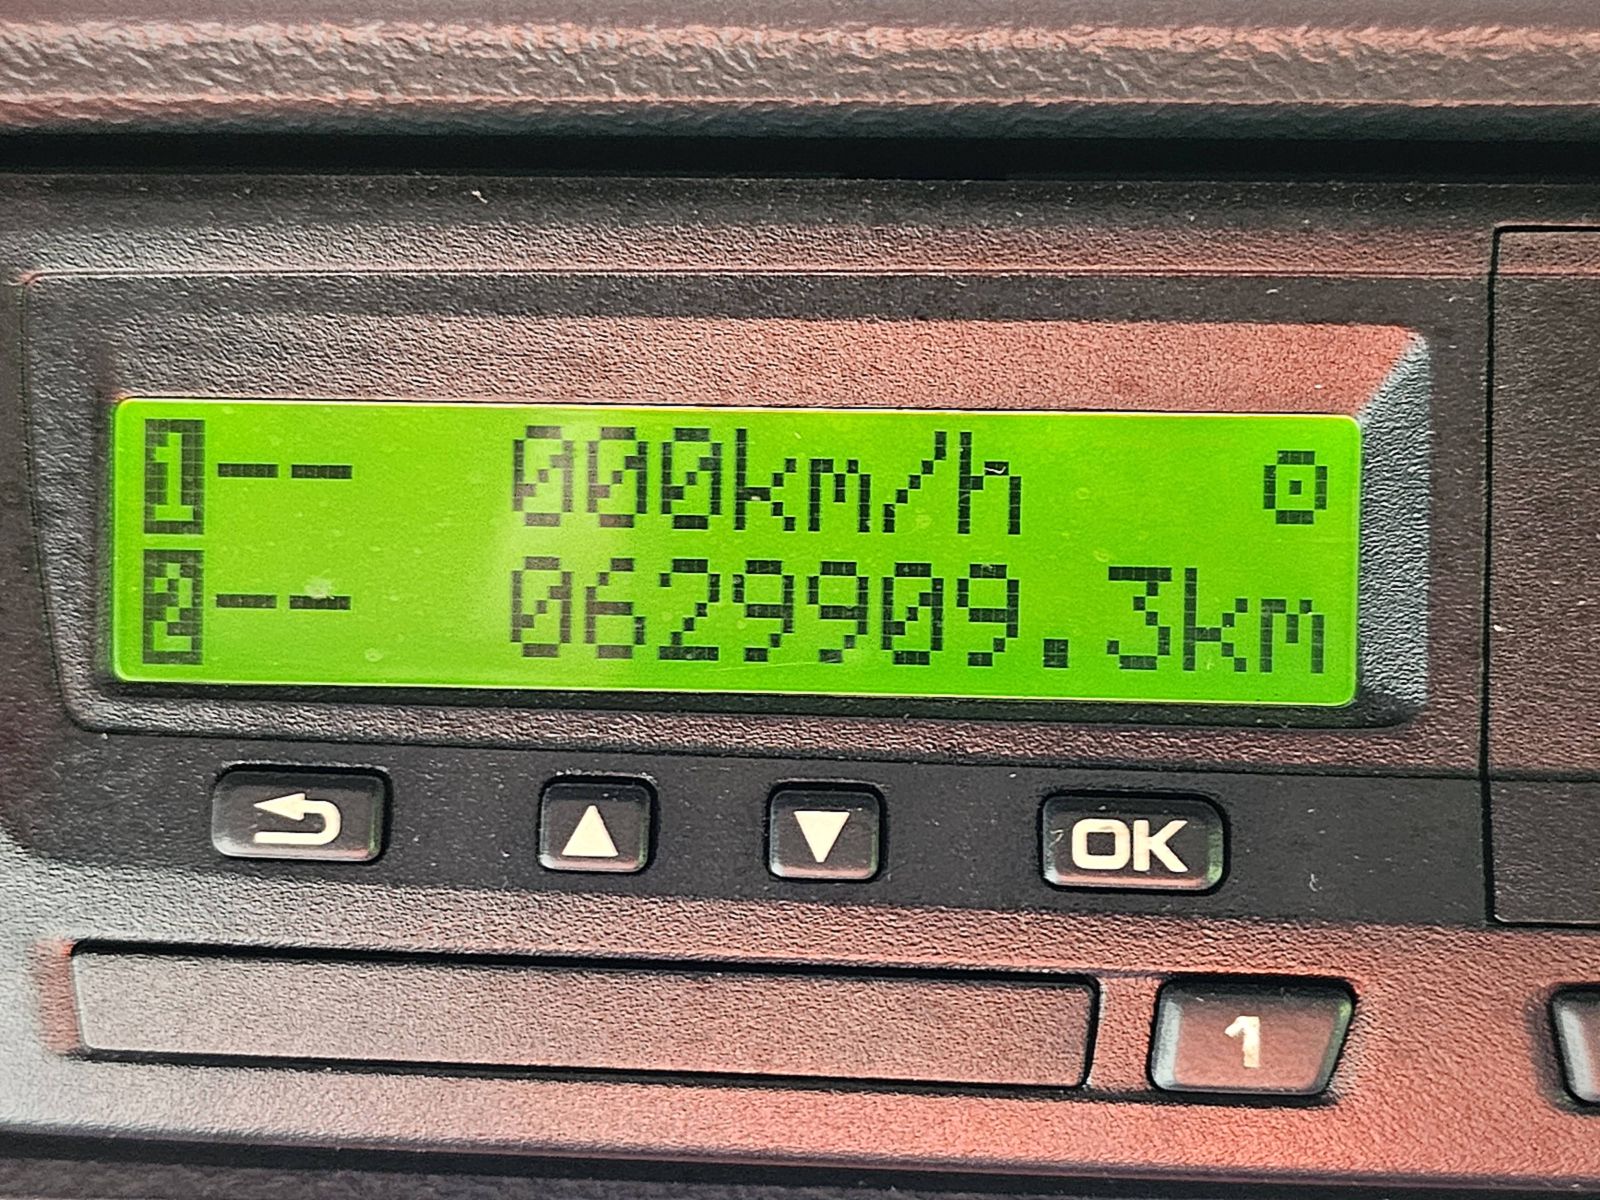 1-- 000km/h ⊙
2-- 0629909.3km
OK
1